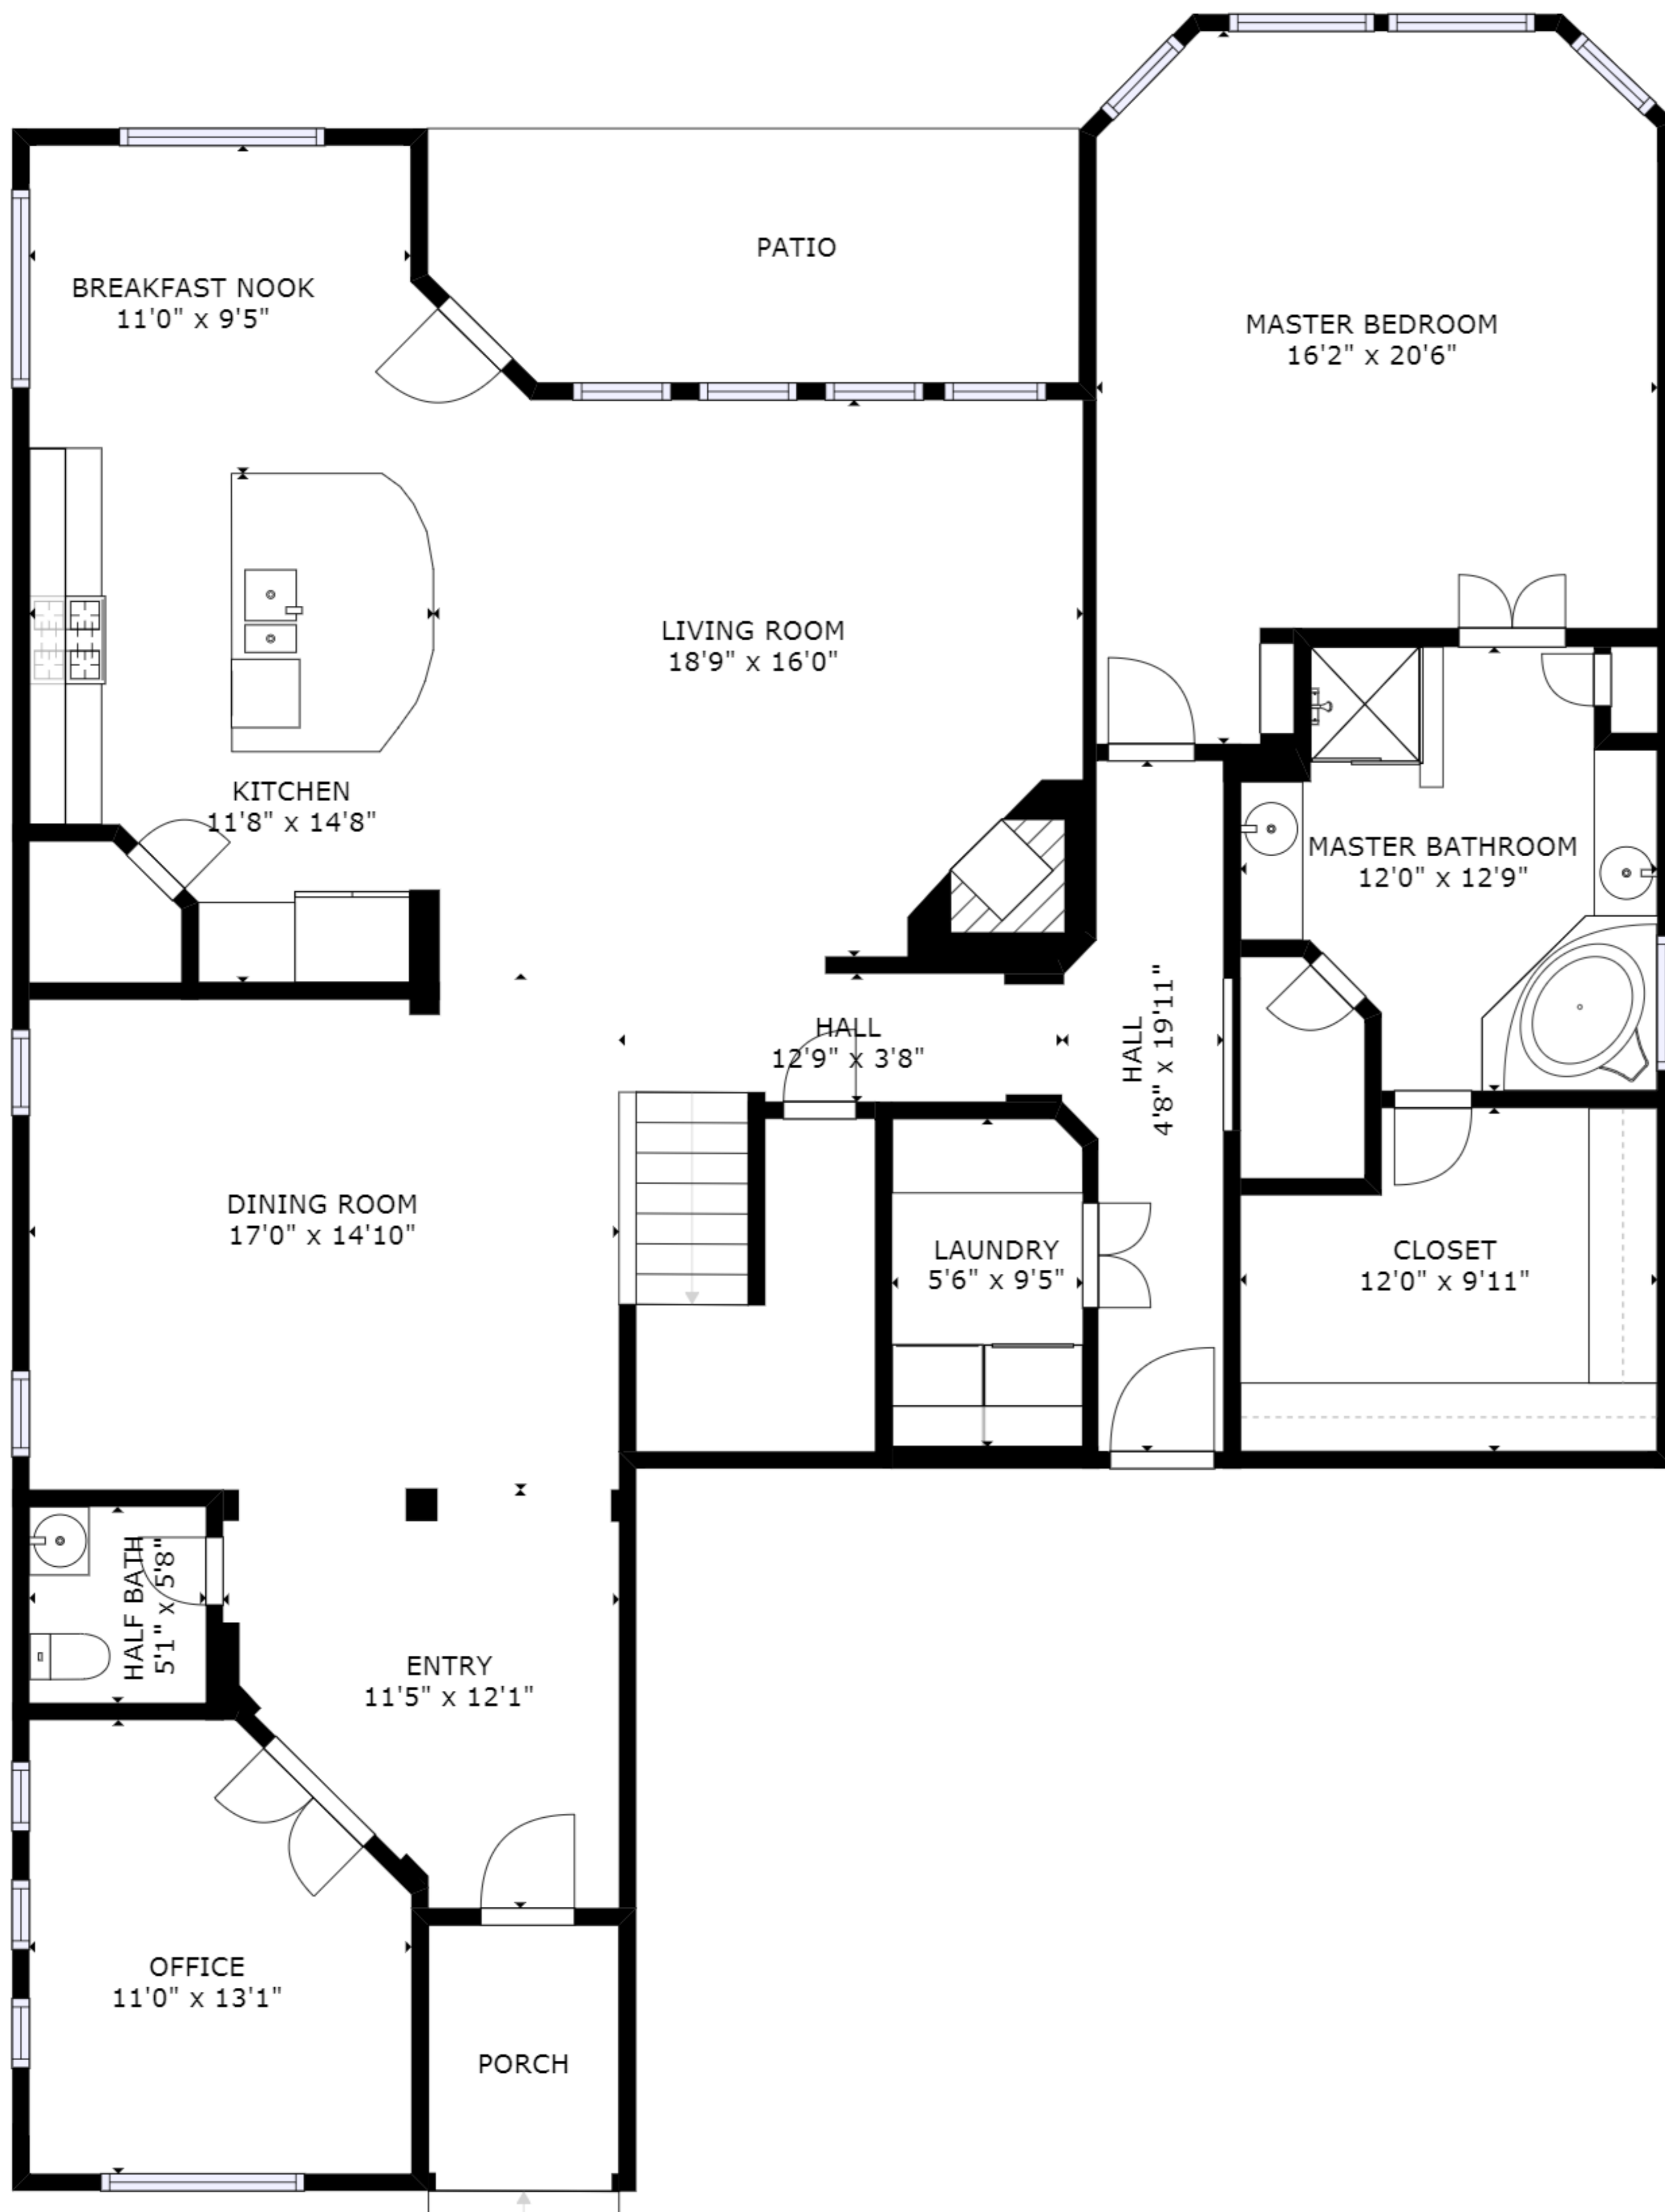 PATIO
BREAKFAST NOOK
11'0" x 9'5"
MASTER BEDROOM
16'2" x 20'6"
LIVING ROOM
18'9" x 16'0"
KITCHEN
11'8" x 14'8"
MASTER BATHROOM
12'0" x 12'9"
HALL
12'9" x 3'8"
HALL
4'8" x 19'11"
DINING ROOM
17'0" x 14'10"
LAUNDRY
5'6" x 9'5"
CLOSET
12'0" x 9'11"
HALF BATH
5'1" x 5'8"
ENTRY
11'5" x 12'1"
OFFICE
11'0" x 13'1"
PORCH